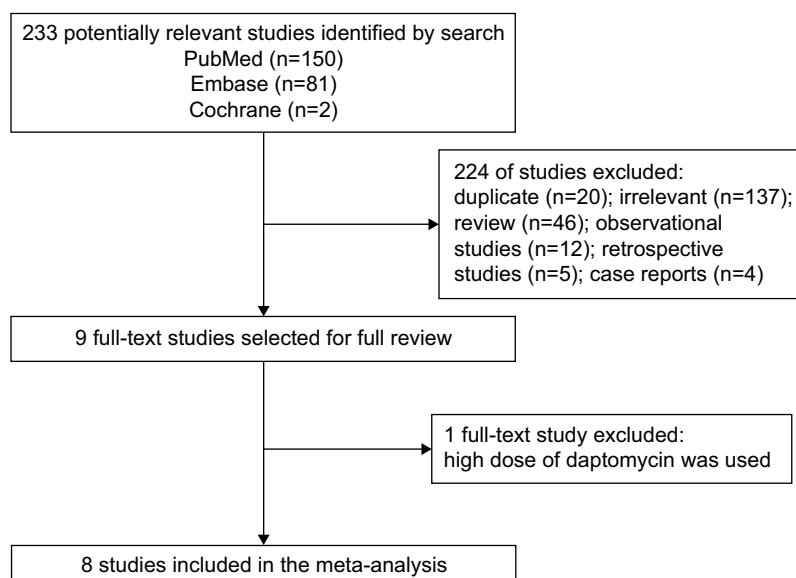 233 potentially relevant studies identified by search
PubMed (n=150)
Embase (n=81)
Cochrane (n=2)
224 of studies excluded:
duplicate (n=20); irrelevant (n=137);
review (n=46); observational
studies (n=12); retrospective
studies (n=5); case reports (n=4)
9 full-text studies selected for full review
1 full-text study excluded:
high dose of daptomycin was used
8 studies included in the meta-analysis